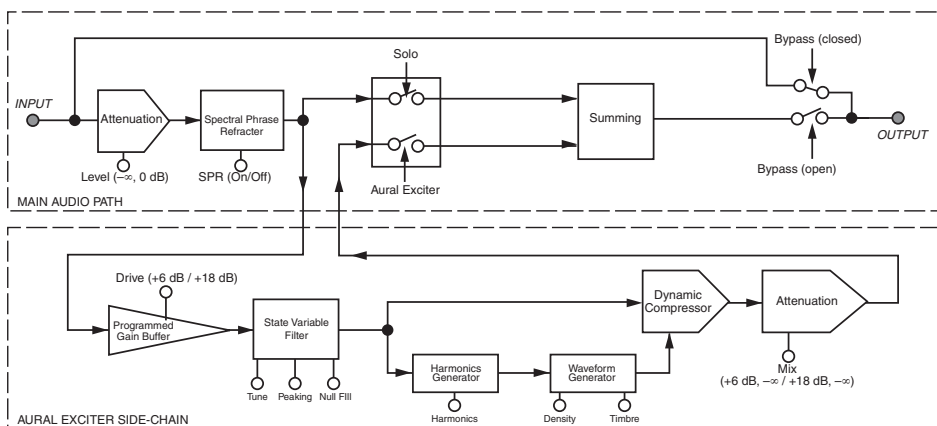 Bypass (closed)
Solo
INPUT
Attenuation
Spectral Phrase
Refracter
Summing
OUTPUT
Level (–∞, 0 dB)
SPR (On/Off)
Aural Exciter
Bypass (open)
MAIN AUDIO PATH
Drive (+6 dB / +18 dB)
Programmed
Gain Buffer
State Variable
Filter
Dynamic
Compressor
Attenuation
Harmonics
Generator
Waveform
Generator
Mix
(+6 dB, –∞ / +18 dB, –∞)
Tune
Peaking
Null FIll
Harmonics
Density
Timbre
AURAL EXCITER SIDE-CHAIN